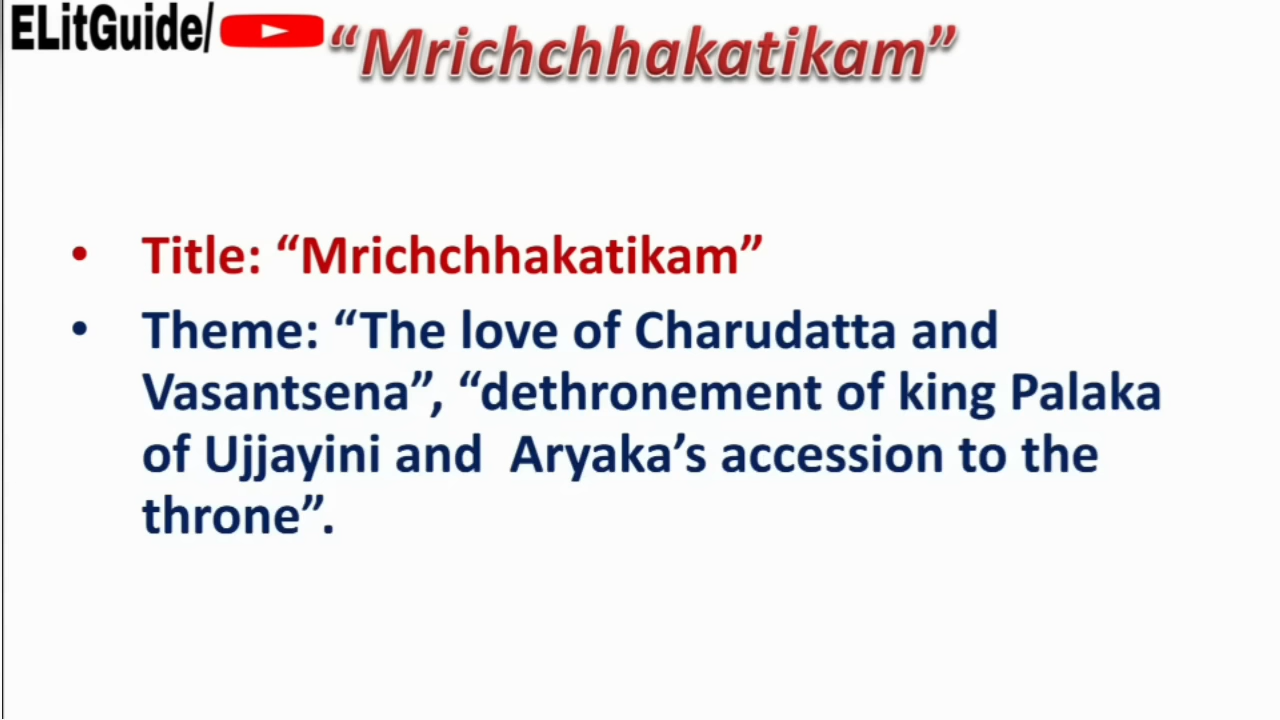 ELitGuide/
“Mrichchhakatikam”
• Title: “Mrichchhakatikam”
• Theme: “The love of Charudatta and
Vasantsena”, “dethronement of king Palaka
of Ujjayini and  Aryaka’s accession to the
throne”.